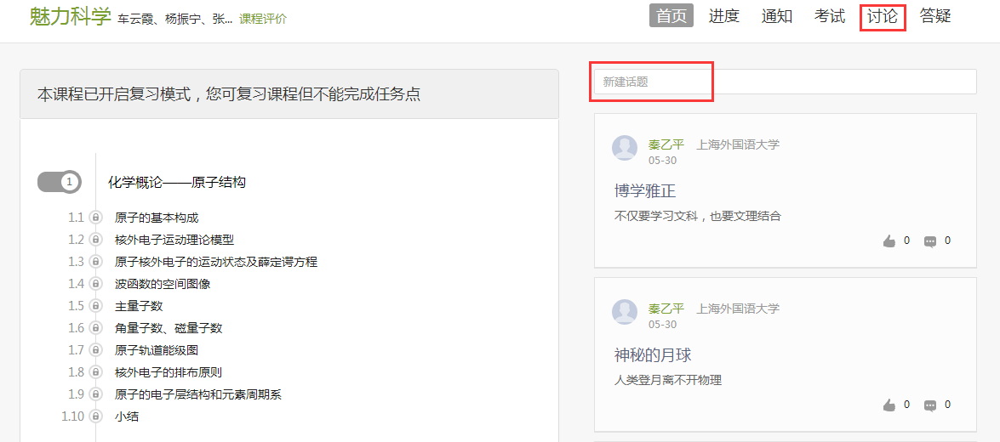 魅力科学 车云霞、杨振宁、张... 课程评价
首页 进度 通知 考试 讨论 答疑
本课程已开启复习模式，您可复习课程但不能完成任务点
1 化学概论——原子结构
1.1 原子的基本构成
1.2 核外电子运动理论模型
1.3 原子核外电子的运动状态及薛定谔方程
1.4 波函数的空间图像
1.5 主量子数
1.6 角量子数、磁量子数
1.7 原子轨道能级图
1.8 核外电子的排布原则
1.9 原子的电子层结构和元素周期系
1.10 小结
新建话题
秦乙平 上海外国语大学
05-30
博学雅正
不仅要学习文科，也要文理结合
0 0
秦乙平 上海外国语大学
05-30
神秘的月球
人类登月离不开物理
0 0